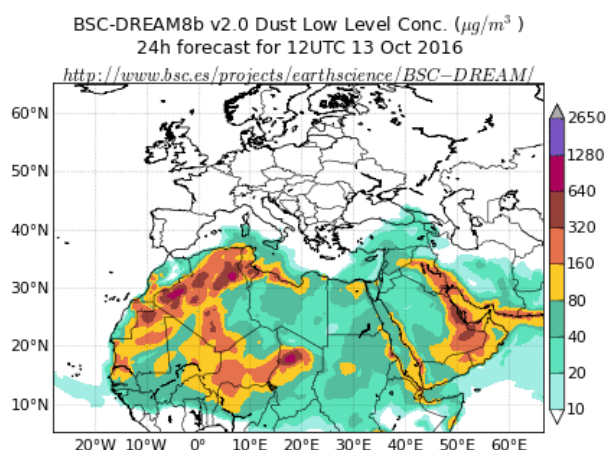 BSC-DREAM8b v2.0 Dust Low Level Conc. (μg/m³ )
24h forecast for 12UTC 13 Oct 2016
http://www.bsc.es/projects/earthscience/BSC−DREAM/
60°N
50°N
40°N
30°N
20°N
10°N
20°W 10°W 0° 10°E 20°E 30°E 40°E 50°E 60°E
2650
1280
640
320
160
80
40
20
10